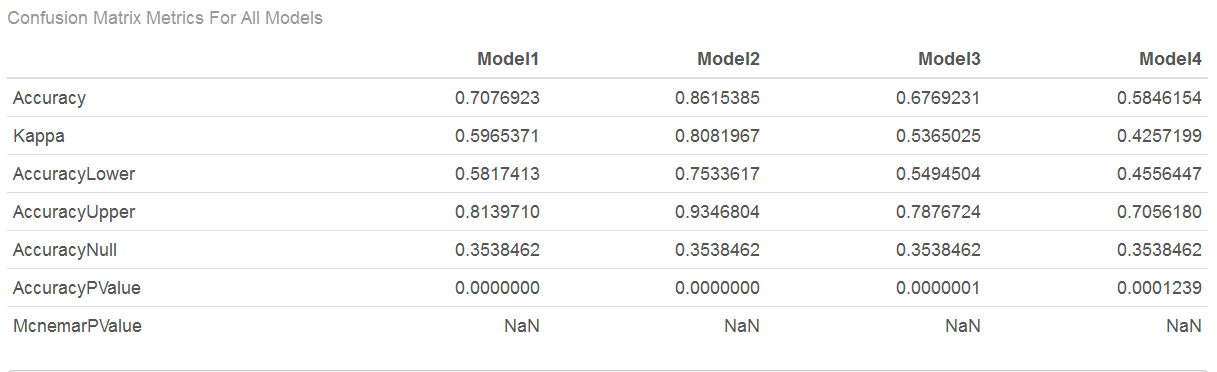 Confusion Matrix Metrics For All Models
Model1 Model2 Model3 Model4
Accuracy 0.7076923 0.8615385 0.6769231 0.5846154
Kappa 0.5965371 0.8081967 0.5365025 0.4257199
AccuracyLower 0.5817413 0.7533617 0.5494504 0.4556447
AccuracyUpper 0.8139710 0.9346804 0.7876724 0.7056180
AccuracyNull 0.3538462 0.3538462 0.3538462 0.3538462
AccuracyPValue 0.0000000 0.0000000 0.0000001 0.0001239
McnemarPValue NaN NaN NaN NaN